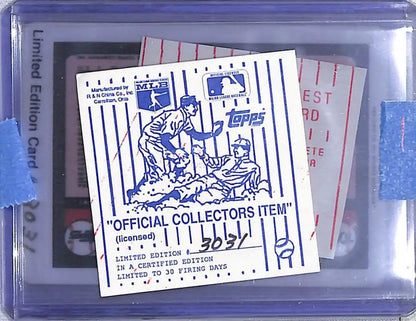 Limited Edition Card
3031
Manufactured by
R & N China Co., Inc
Carrollton, Ohio
MLB
OFFICIAL LICENSEE
MAJOR LEAGUE BASEBALL
Topps
"OFFICIAL COLLECTORS ITEM"
(licensed)
LIMITED EDITION # 3031
IN A CERTIFIED EDITION
LIMITED TO 30 FIRING DAYS